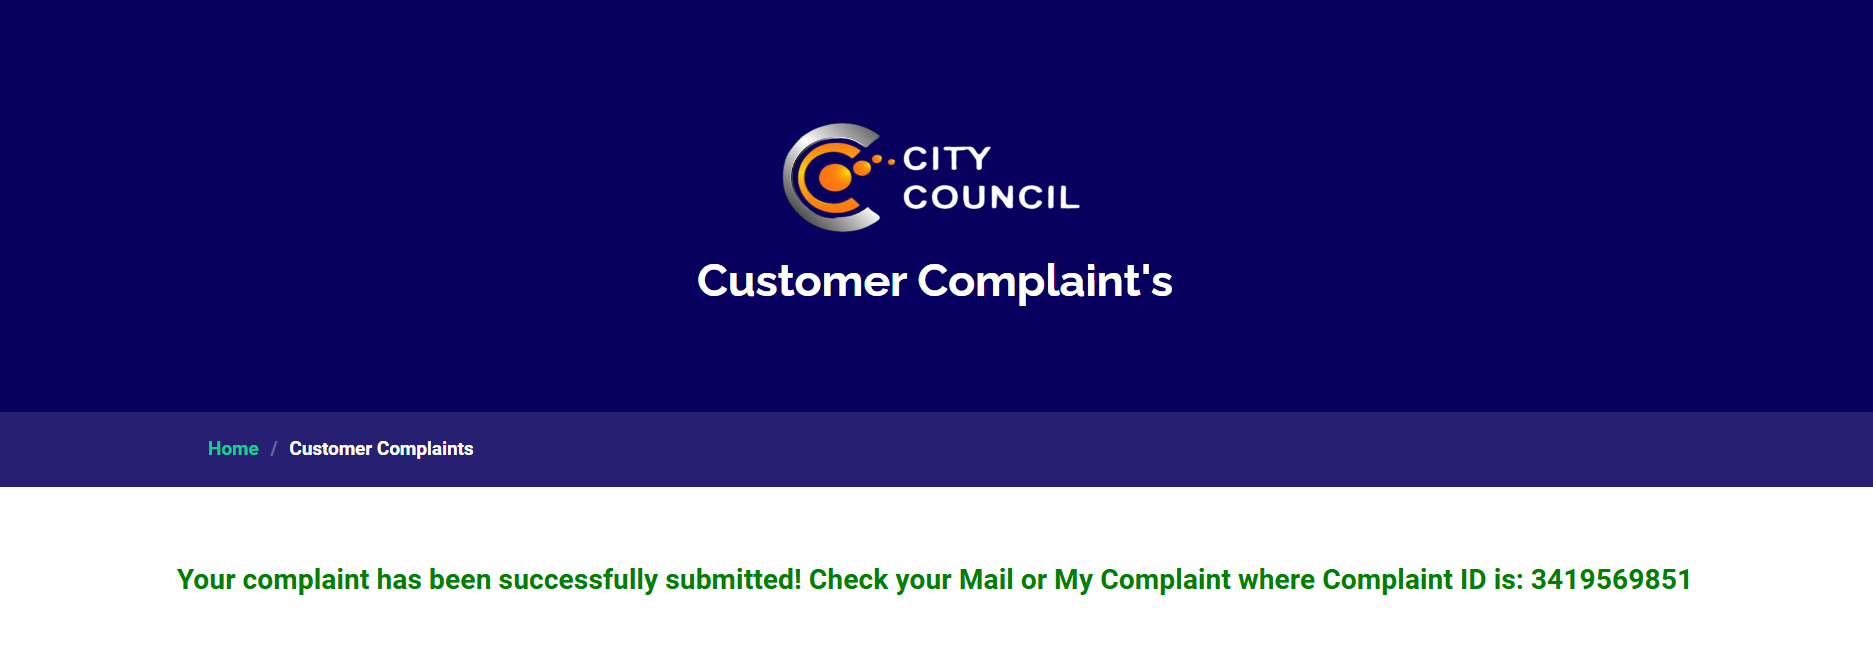 CITY
COUNCIL
Customer Complaint's
Home / Customer Complaints
Your complaint has been successfully submitted! Check your Mail or My Complaint where Complaint ID is: 3419569851